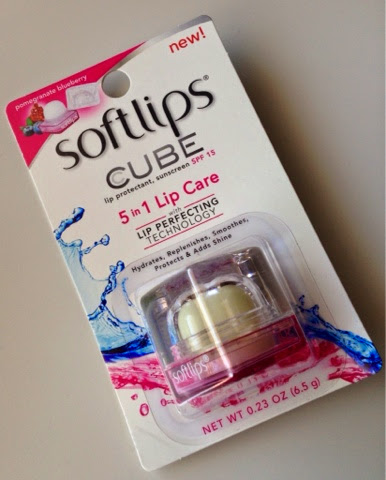 pomegranate blueberry
new!
softlips®
CUBE
lip protectant, sunscreen SPF 15
5 in 1 Lip Care
with
LIP PERFECTING
TECHNOLOGY
Hydrates, Replenishes, Smoothes,
Protects & Adds Shine
softlips®
NET WT 0.23 OZ (6.5 g)